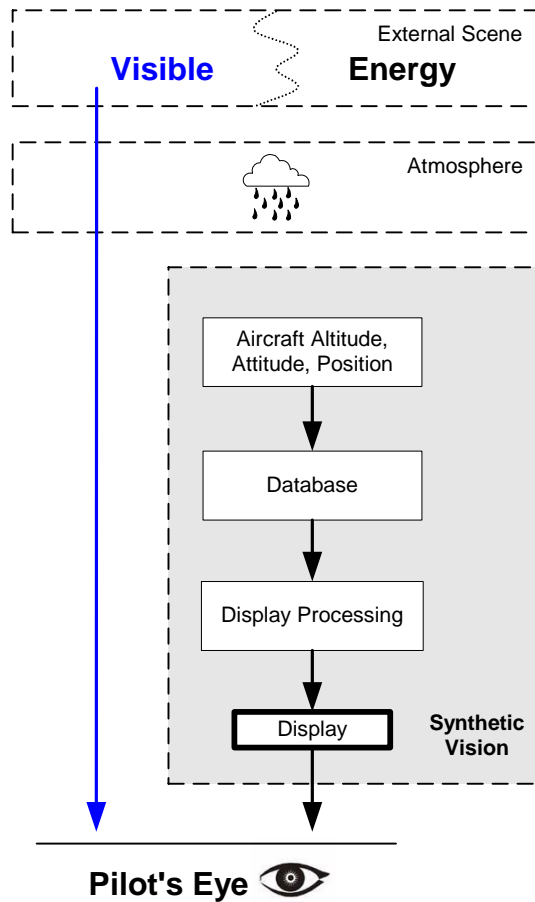 External Scene
Visible Energy
Atmosphere
Aircraft Altitude,
Attitude, Position
Database
Display Processing
Display
Synthetic
Vision
Pilot's Eye